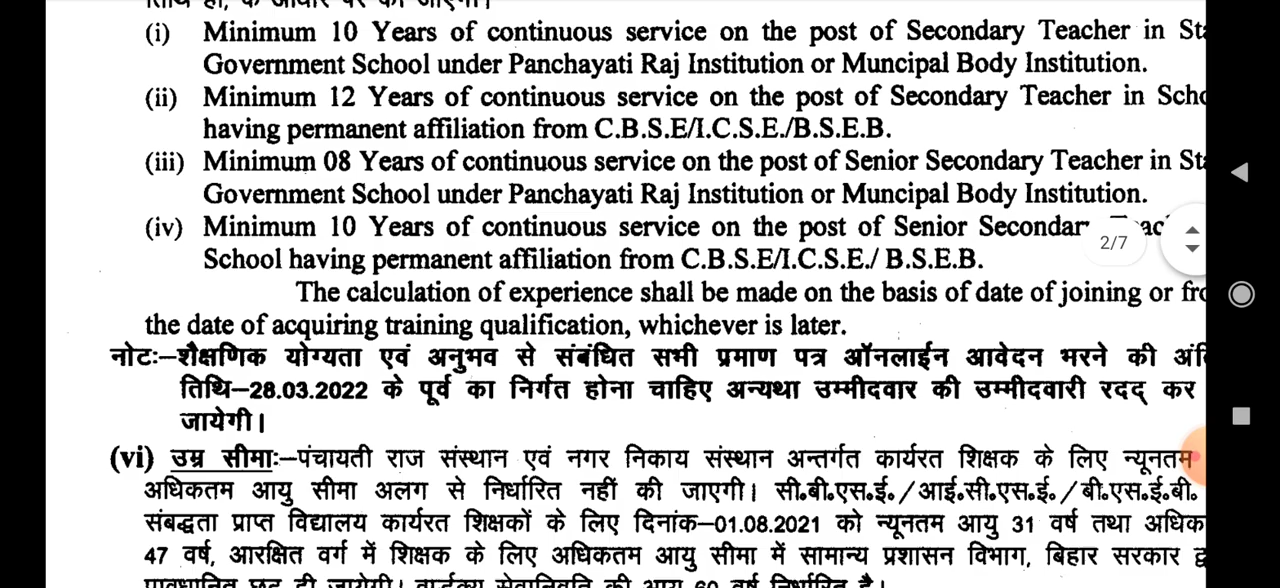 (i) Minimum 10 Years of continuous service on the post of Secondary Teacher in
Government School under Panchayati Raj Institution or Muncipal Body Institution.
(ii) Minimum 12 Years of continuous service on the post of Secondary Teacher in
having permanent affiliation from C.B.S.E/I.C.S.E./B.S.E.B.
(iii) Minimum 08 Years of continuous service on the post of Senior Secondary Teacher in
Government School under Panchayati Raj Institution or Muncipal Body Institution.
(iv) Minimum 10 Years of continuous service on the post of Senior
2/7
School having permanent affiliation from C.B.S.E/I.C.S.E./ B.S.E.B.
The calculation of experience shall be made on the basis of date of joining or
the date of acquiring training qualification, whichever is later.
नोटः–शैक्षणिक योग्यता एवं अनुभव से संबंधित सभी प्रमाण पत्र ऑनलाईन आवेदन भरने की
तिथि–28.03.2022 के पूर्व का निर्गत होना चाहिए अन्यथा उम्मीदवार की उम्मीदवारी रदद् कर
जायेगी।
(vi) उम्र सीमाः–पंचायती राज संस्थान एवं नगर निकाय संस्थान अन्तर्गत कार्यरत शिक्षक के लिए न्यूनतम
अधिकतम आयु सीमा अलग से निर्धारित नहीं की जाएगी। सी०बी०एस०ई०/आई०सी०एस०ई०/बी०एस०ई०बी०
संबद्धता प्राप्त विद्यालय कार्यरत शिक्षकों के लिए दिनांक–01.08.2021 को न्यूनतम आयु 31 वर्ष तथा
47 वर्ष, आरक्षित वर्ग में शिक्षक के लिए अधिकतम आयु सीमा में सामान्य प्रशासन विभाग, बिहार सरकार